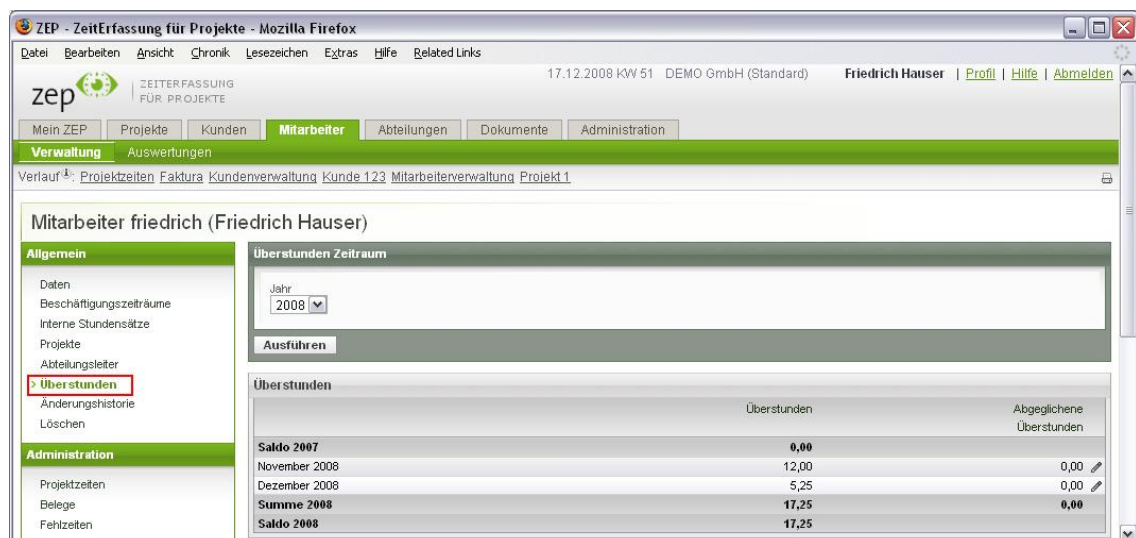 ZEP - ZeitErfassung für Projekte - Mozilla Firefox
Datei Bearbeiten Ansicht Chronik Lesezeichen Extras Hilfe Related Links
17.12.2008 KW 51 DEMO GmbH (Standard) Friedrich Hauser | Profil | Hilfe | Abmelden
zep ZEITERFASSUNG
FÜR PROJEKTE
Mein ZEP Projekte Kunden Mitarbeiter Abteilungen Dokumente Administration
Verwaltung Auswertungen
Verlauf: Projektzeiten Faktura Kundenverwaltung Kunde 123 Mitarbeiterverwaltung Projekt 1
Mitarbeiter friedrich (Friedrich Hauser)
Allgemein
Daten
Beschäftigungszeiträume
Interne Stundensätze
Projekte
Abteilungsleiter
> Überstunden
Änderungshistorie
Löschen
Administration
Projektzeiten
Belege
Fehlzeiten
Überstunden Zeitraum
Jahr
2008
Ausführen
Überstunden
Überstunden Abgeglichene
Überstunden
Saldo 2007 0,00
November 2008 12,00 0,00
Dezember 2008 5,25 0,00
Summe 2008 17,25 0,00
Saldo 2008 17,25